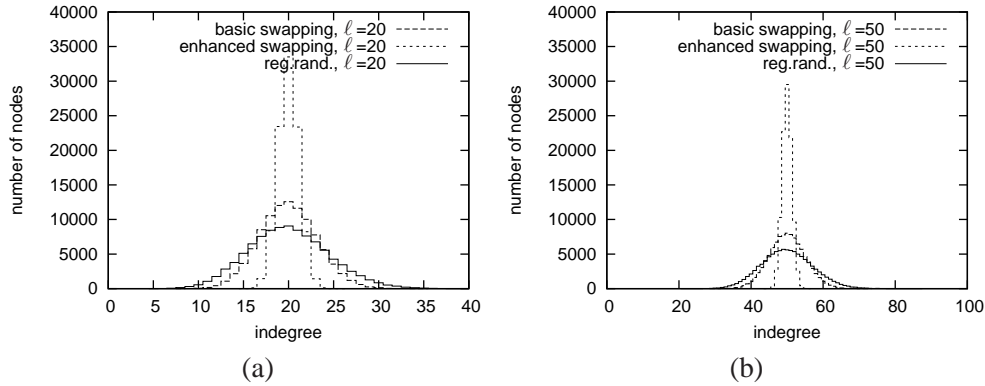 40000
35000
30000
25000
20000
15000
10000
5000
0
number of nodes
basic swapping, ℓ=20
enhanced swapping, ℓ=20
reg.rand., ℓ=20
0 5 10 15 20 25 30 35 40
indegree
(a)
40000
35000
30000
25000
20000
15000
10000
5000
0
number of nodes
basic swapping, ℓ=50
enhanced swapping, ℓ=50
reg.rand., ℓ=50
0 20 40 60 80 100
indegree
(b)